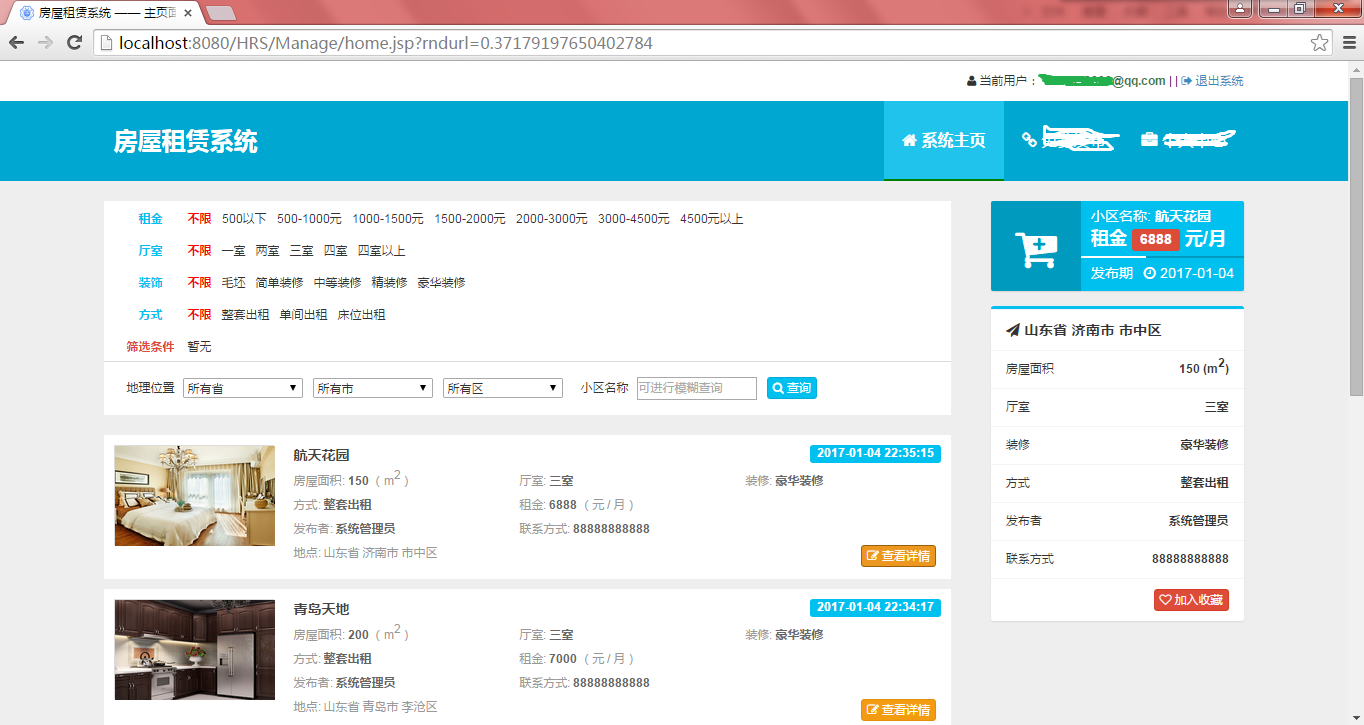 房屋租赁系统 —— 主页面
localhost:8080/HRS/Manage/home.jsp?rndurl=0.37179197650402784
当前用户： @qq.com | | 退出系统
房屋租赁系统 系统主页
租金 不限 500以下 500-1000元 1000-1500元 1500-2000元 2000-3000元 3000-4500元 4500元以上
厅室 不限 一室 两室 三室 四室 四室以上
装饰 不限 毛坯 简单装修 中等装修 精装修 豪华装修
方式 不限 整套出租 单间出租 床位出租
筛选条件 暂无
地理位置 所有省 所有市 所有区 小区名称 可进行模糊查询 查询
航天花园 2017-01-04 22:35:15
房屋面积: 150 ( m2 ) 厅室: 三室 装修: 豪华装修
方式: 整套出租 租金: 6888 ( 元 / 月 )
发布者: 系统管理员 联系方式: 88888888888
地点: 山东省 济南市 市中区 查看详情
青岛天地 2017-01-04 22:34:17
房屋面积: 200 ( m2 ) 厅室: 三室 装修: 豪华装修
方式: 整套出租 租金: 7000 ( 元 / 月 )
发布者: 系统管理员 联系方式: 88888888888
地点: 山东省 青岛市 李沧区 查看详情
小区名称: 航天花园
租金 6888 元/月
发布期 2017-01-04
山东省 济南市 市中区
房屋面积 150 (m2)
厅室 三室
装修 豪华装修
方式 整套出租
发布者 系统管理员
联系方式 88888888888
加入收藏